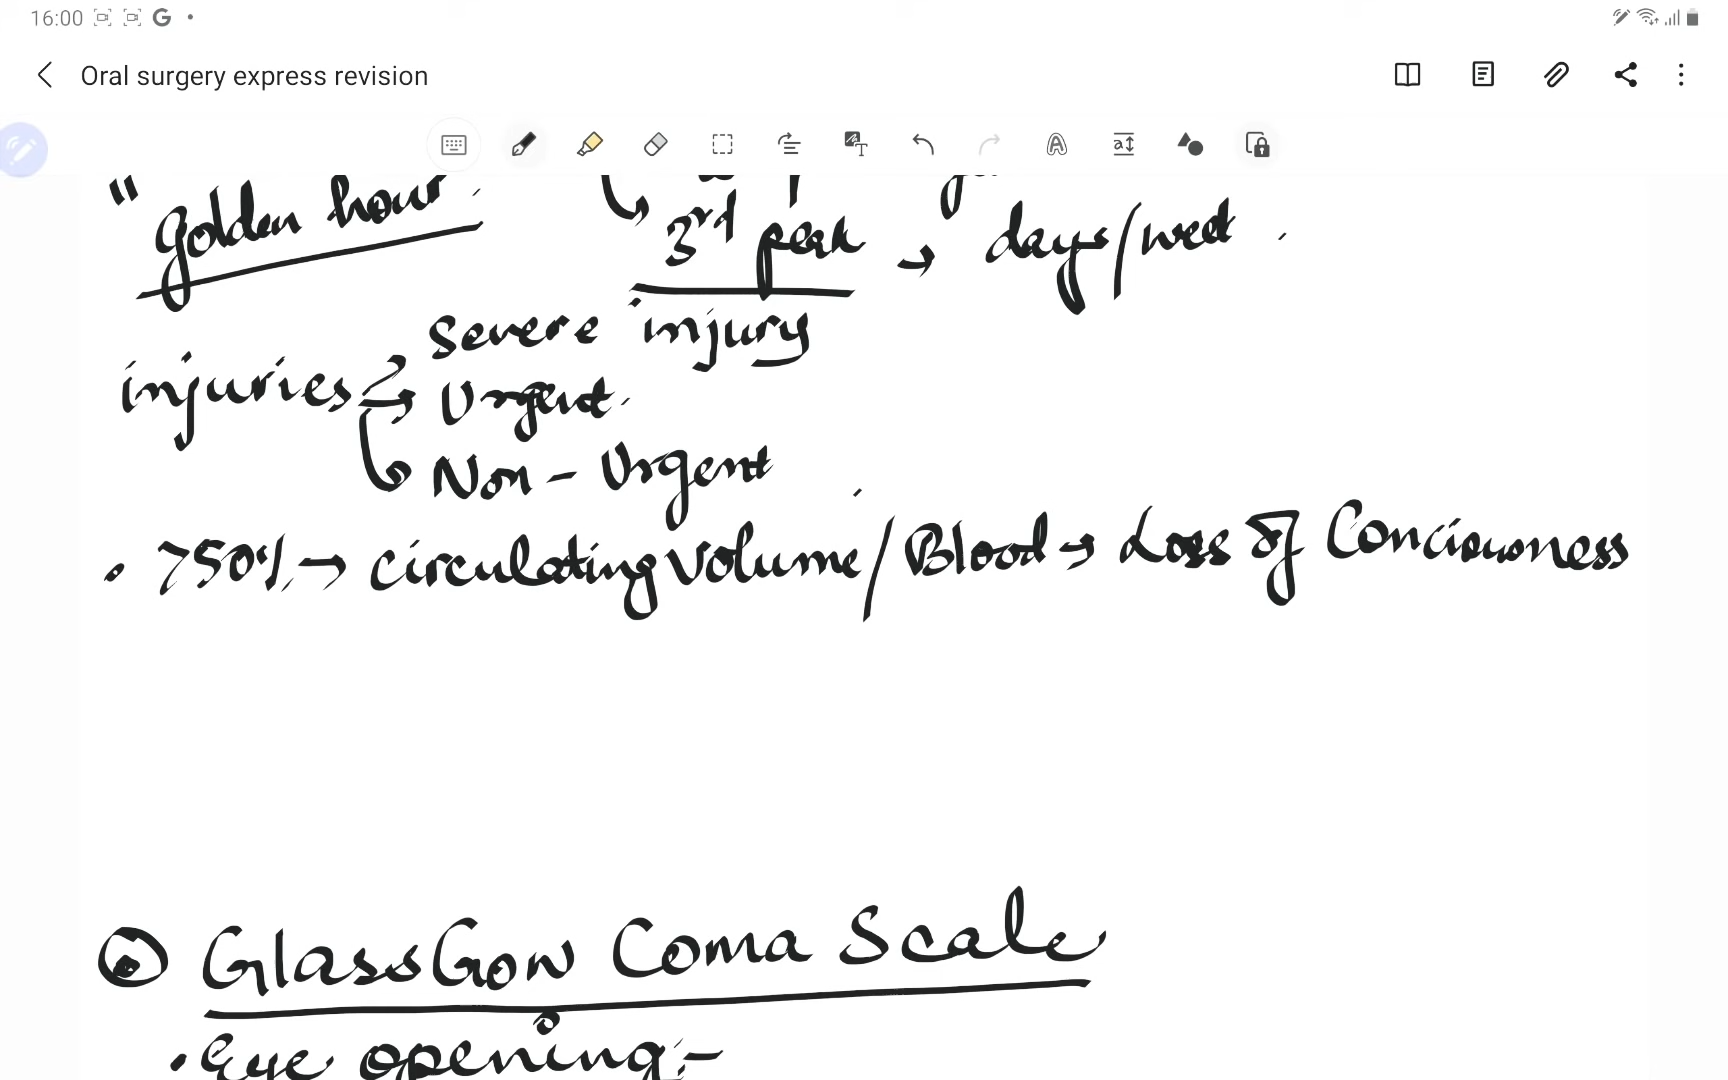 16:00 G
Oral surgery express revision
" golden hour.
3rd peak → days/week.
injuries → severe injury
→ Urgent.
→ Non - Urgent
• >50% → circulating volume/Blood → Loss of Conciousness
GlassGow Coma Scale
• Eye opening:-